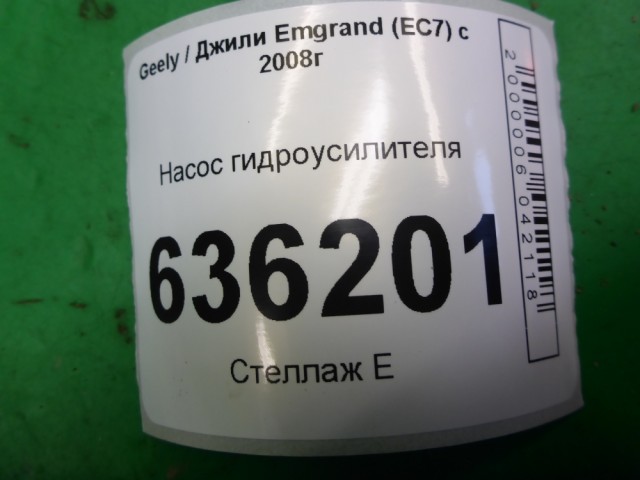 Geely / Джили Emgrand (EC7) с
2008г
Насос гидроусилителя
636201
Стеллаж Е
2000006042118